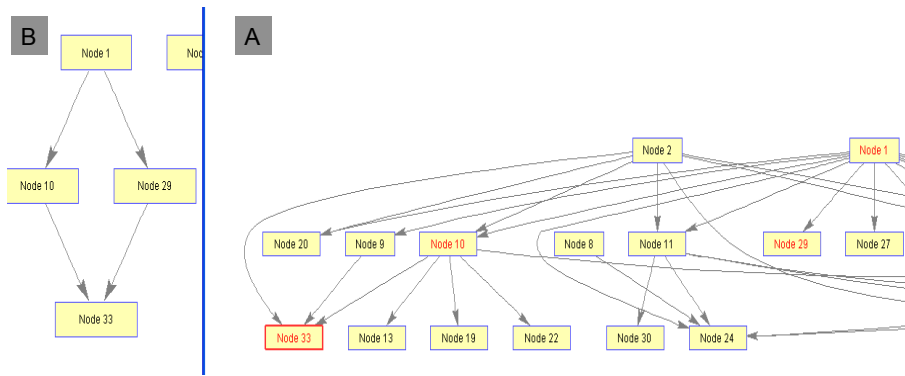 B
A
Node 1
Noc
Node 10
Node 29
Node 33
Node 2
Node 1
Node 20
Node 9
Node 10
Node 8
Node 11
Node 29
Node 27
Node 33
Node 13
Node 19
Node 22
Node 30
Node 24